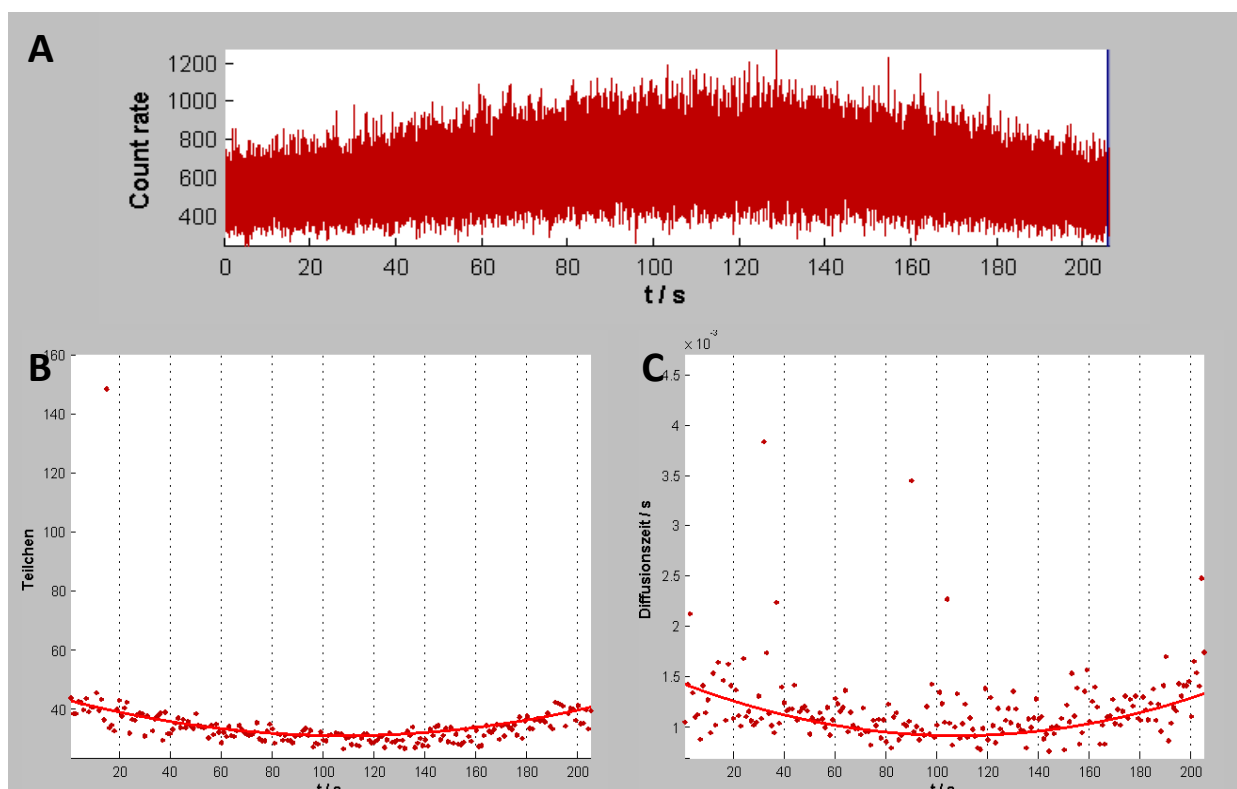 A
Count rate
1200
1000
800
600
400
0 20 40 60 80 100 120 140 160 180 200
t / s
B
Teilchen
160
140
120
100
80
60
40
20 40 60 80 100 120 140 160 180 200
t / s
C
x 10⁻³
Diffusionszeit / s
4.5
4
3.5
3
2.5
2
1.5
1
20 40 60 80 100 120 140 160 180 200
t / s